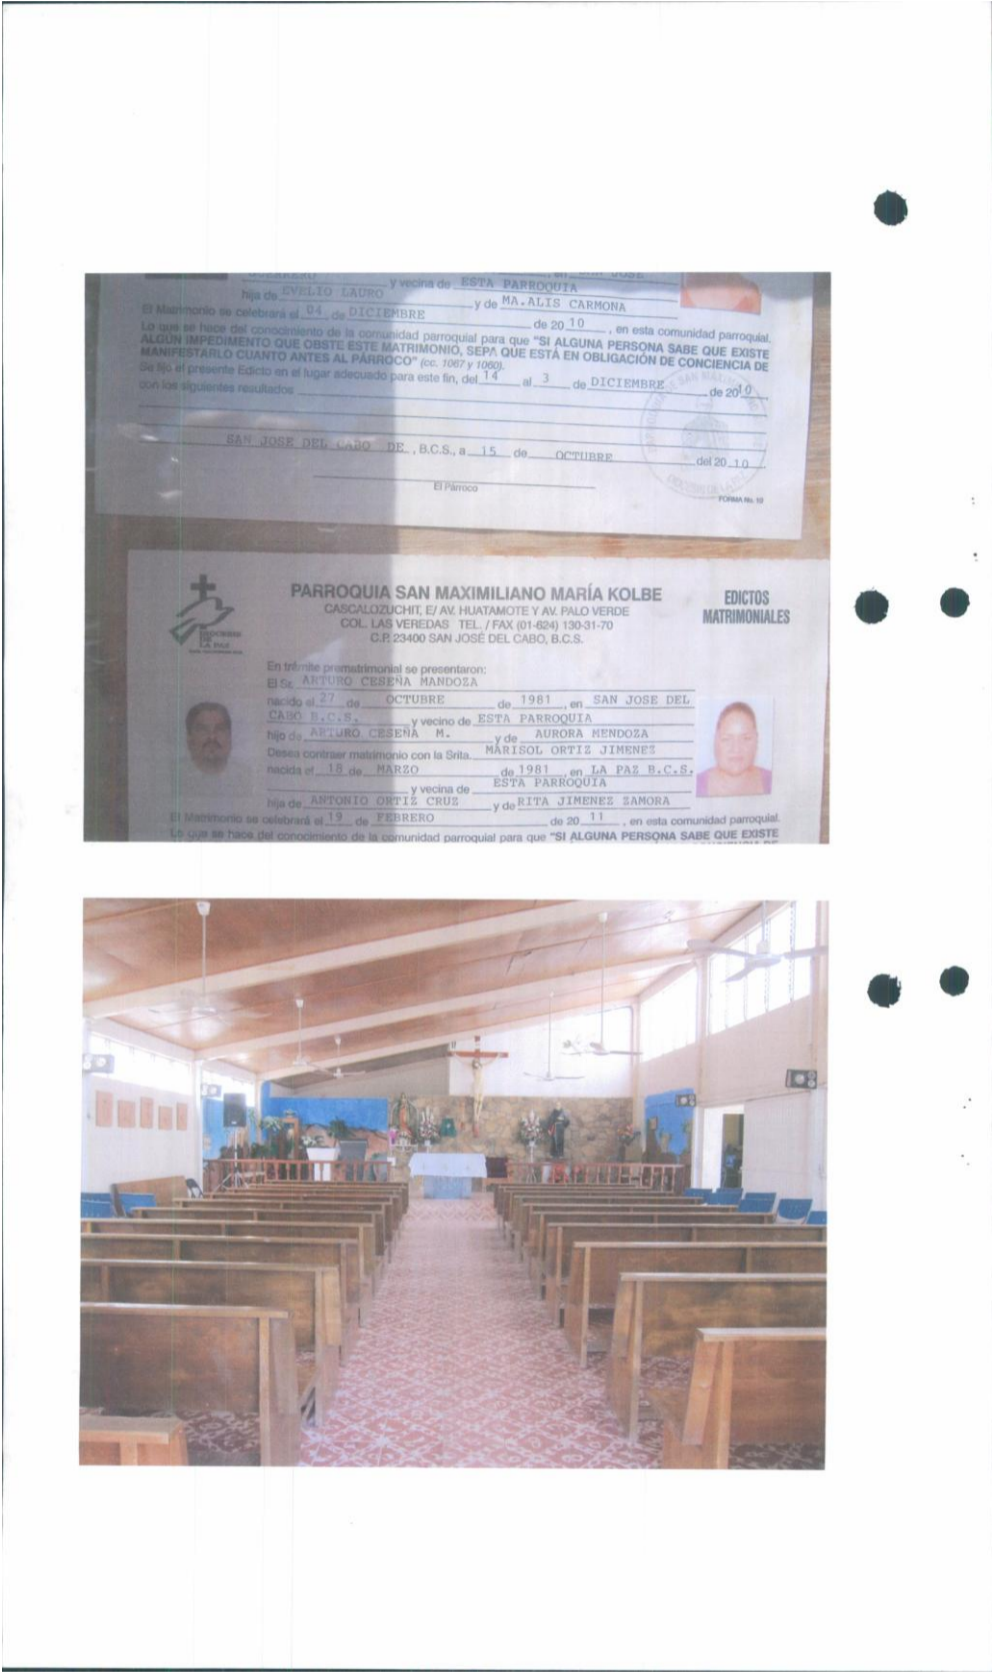 GUERRERO , en SAN JOSE
y vecina de ESTA PARROQUIA
hija de EVELIO LAURO y de MA.ALIS CARMONA
El Matrimonio se celebrará el 04 de DICIEMBRE de 20 10 , en esta comunidad parroquial.
Lo que se hace del conocimiento de la comunidad parroquial para que "SI ALGUNA PERSONA SABE QUE EXISTE
ALGÚN IMPEDIMENTO QUE OBSTE ESTE MATRIMONIO, SEPA QUE ESTÁ EN OBLIGACIÓN DE CONCIENCIA DE
MANIFESTARLO CUANTO ANTES AL PÁRROCO" (cc. 1067 y 1060).
Se fijo el presente Edicto en el lugar adecuado para este fin, del 14 al 3 de DICIEMBRE de 2010
con los siguientes resultados
SAN JOSE DEL CABO DE , B.C.S., a 15 de OCTUBRE del 20 10
El Párroco
FORMA No. 10
DIOCESIS
DE
LA PAZ
PARROQUIA SAN MAXIMILIANO MARÍA KOLBE
CASCALOZUCHIT, E/ AV. HUATAMOTE Y AV. PALO VERDE
COL. LAS VEREDAS TEL. / FAX (01-624) 130-31-70
C.P. 23400 SAN JOSÉ DEL CABO, B.C.S.
EDICTOS
MATRIMONIALES
En trámite prematrimonial se presentaron:
El Sr. ARTURO CESEÑA MANDOZA
nacido el 27 de OCTUBRE de 1981 , en SAN JOSE DEL
CABO B.C.S. y vecino de ESTA PARROQUIA
hijo de ARTURO CESEÑA M. y de AURORA MENDOZA
Desea contraer matrimonio con la Srita. MARISOL ORTIZ JIMENEZ
nacida el 18 de MARZO de 1981 , en LA PAZ B.C.S.
y vecina de ESTA PARROQUIA
hija de ANTONIO ORTIZ CRUZ y de RITA JIMENEZ ZAMORA
El Matrimonio se celebrará el 19 de FEBRERO de 20 11 , en esta comunidad parroquial.
Lo que se hace del conocimiento de la comunidad parroquial para que "SI ALGUNA PERSONA SABE QUE EXISTE